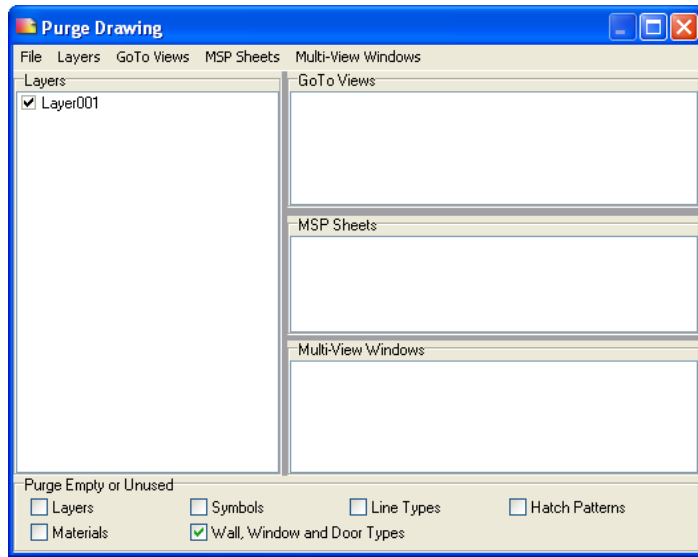 Purge Drawing
File Layers GoTo Views MSP Sheets Multi-View Windows
Layers
Layer001
GoTo Views
MSP Sheets
Multi-View Windows
Purge Empty or Unused
Layers Symbols Line Types Hatch Patterns
Materials Wall, Window and Door Types